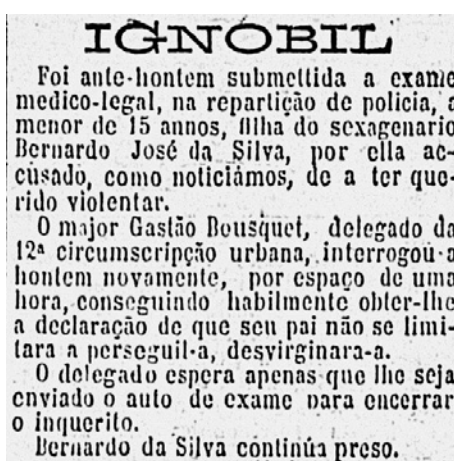 IGNOBIL
Foi ante-hontem submettida a exame
medico-legal, na repartição de policia, a
menor de 15 annos, filha do sexagenario
Bernardo José da Silva, por ella ac-
cusado, como noticiámos, de a ter que-
rido violentar.
O major Gastão Bousquet, delegado da
12ª circumscripção urbana, interrogou-a
hontem novamente, por espaço de uma
hora, conseguindo habilmente obter-lhe
a declaração de que seu pai não se limi-
tara a perseguil-a, desvirginara-a.
O delegado espera apenas que lhe seja
enviado o auto de exame para encerrar
o inquerito.
Bernardo da Silva continúa preso.